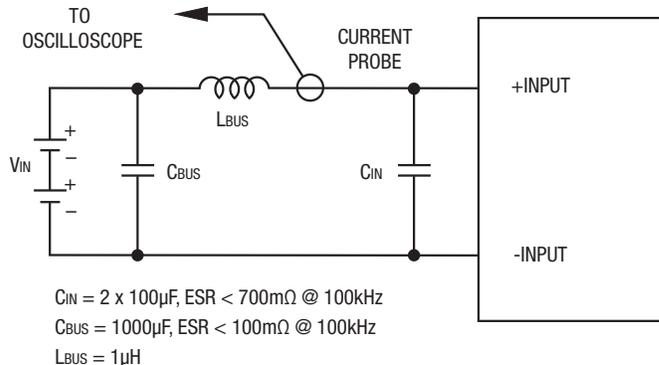 TO
OSCILLOSCOPE
CURRENT
PROBE
+INPUT
LBUS
+
−
VIN
+
−
CBUS
CIN
-INPUT
CIN = 2 x 100µF, ESR < 700mΩ @ 100kHz
CBUS = 1000µF, ESR < 100mΩ @ 100kHz
LBUS = 1µH